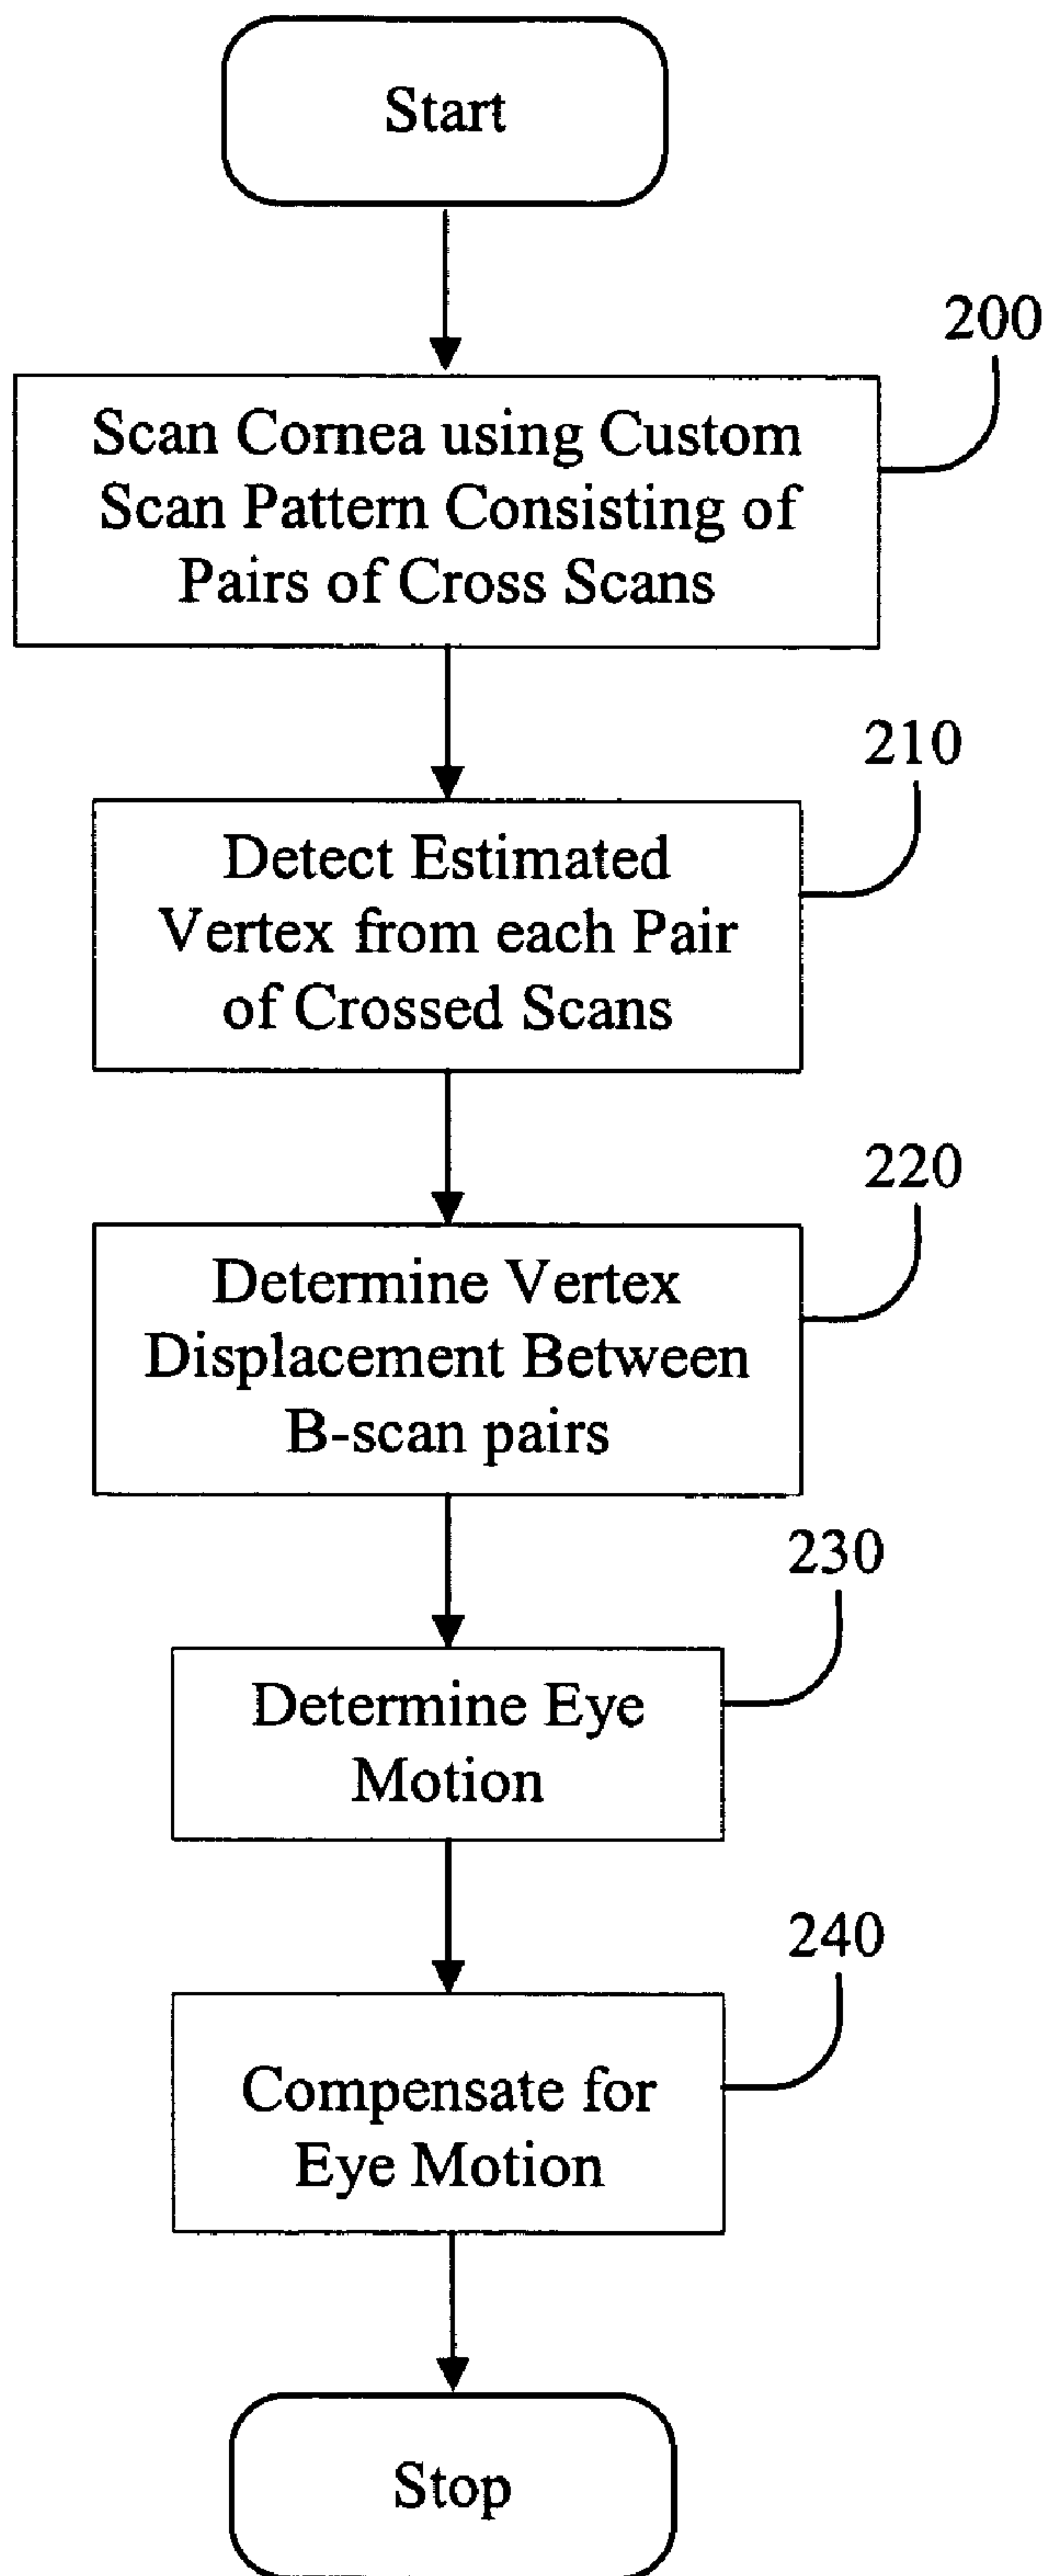 Start
200
Scan Cornea using Custom
Scan Pattern Consisting of
Pairs of Cross Scans
210
Detect Estimated
Vertex from each Pair
of Crossed Scans
220
Determine Vertex
Displacement Between
B-scan pairs
230
Determine Eye
Motion
240
Compensate for
Eye Motion
Stop